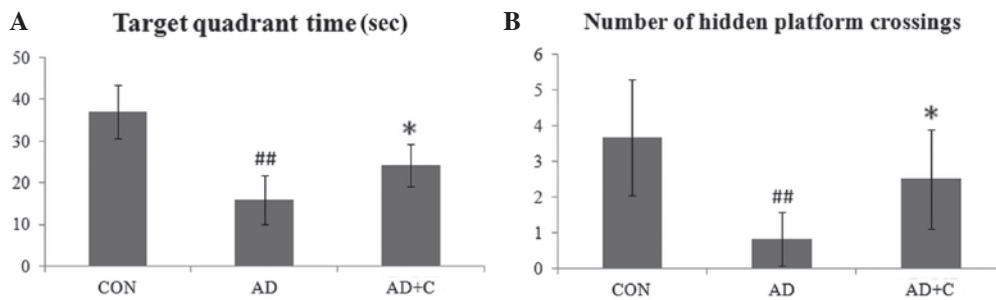 A
Target quadrant time (sec)
50
40
30
20
10
0
##
*
CON AD AD+C
B
Number of hidden platform crossings
6
5
4
3
2
1
0
##
*
CON AD AD+C